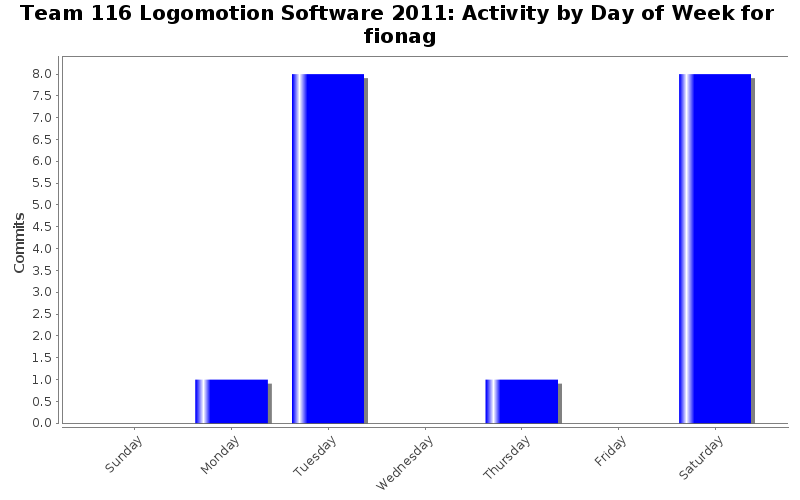 Team 116 Logomotion Software 2011: Activity by Day of Week for
fionag
Commits
8.0
7.5
7.0
6.5
6.0
5.5
5.0
4.5
4.0
3.5
3.0
2.5
2.0
1.5
1.0
0.5
0.0
Sunday
Monday
Tuesday
Wednesday
Thursday
Friday
Saturday